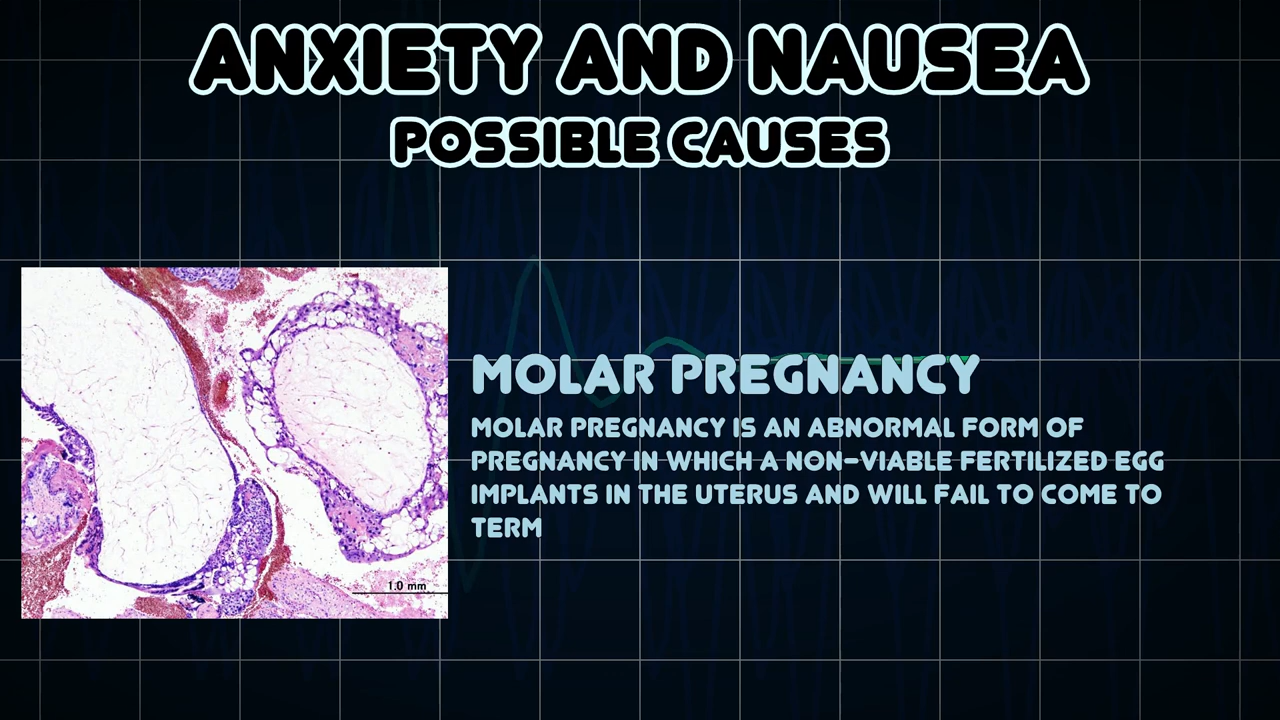 ANXIETY AND NAUSEA
POSSIBLE CAUSES
MOLAR PREGNANCY
MOLAR PREGNANCY IS AN ABNORMAL FORM OF
PREGNANCY IN WHICH A NON-VIABLE FERTILIZED EGG
IMPLANTS IN THE UTERUS AND WILL FAIL TO COME TO
TERM
1.0 mm